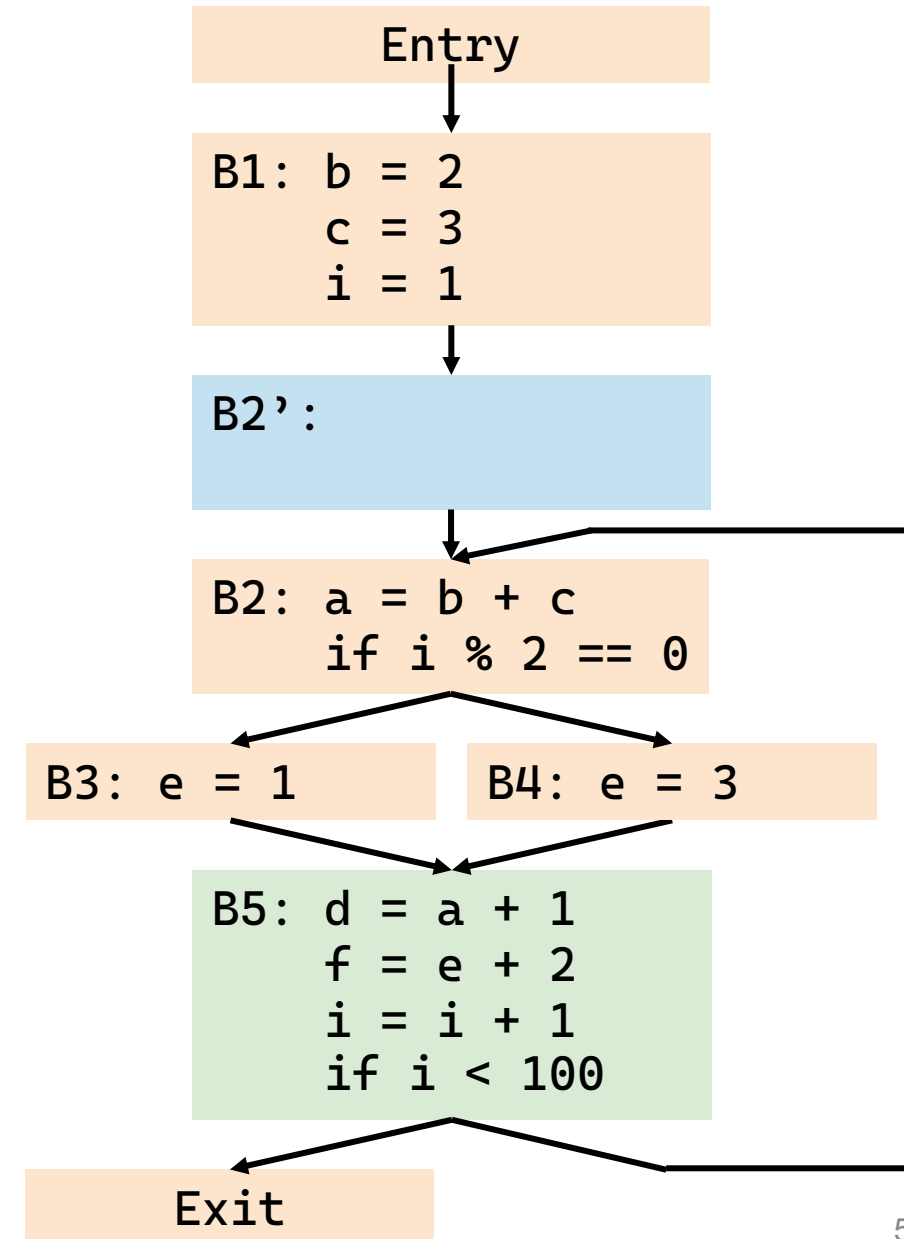 Entry
B1: b = 2
c = 3
i = 1
B2’:
B2: a = b + c
if i % 2 == 0
B3: e = 1
B4: e = 3
B5: d = a + 1
f = e + 2
i = i + 1
if i < 100
Exit
5